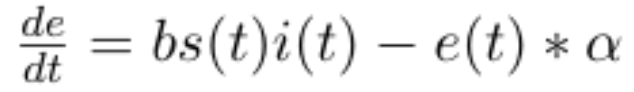 de/dt = bs(t)i(t) − e(t) ∗ α